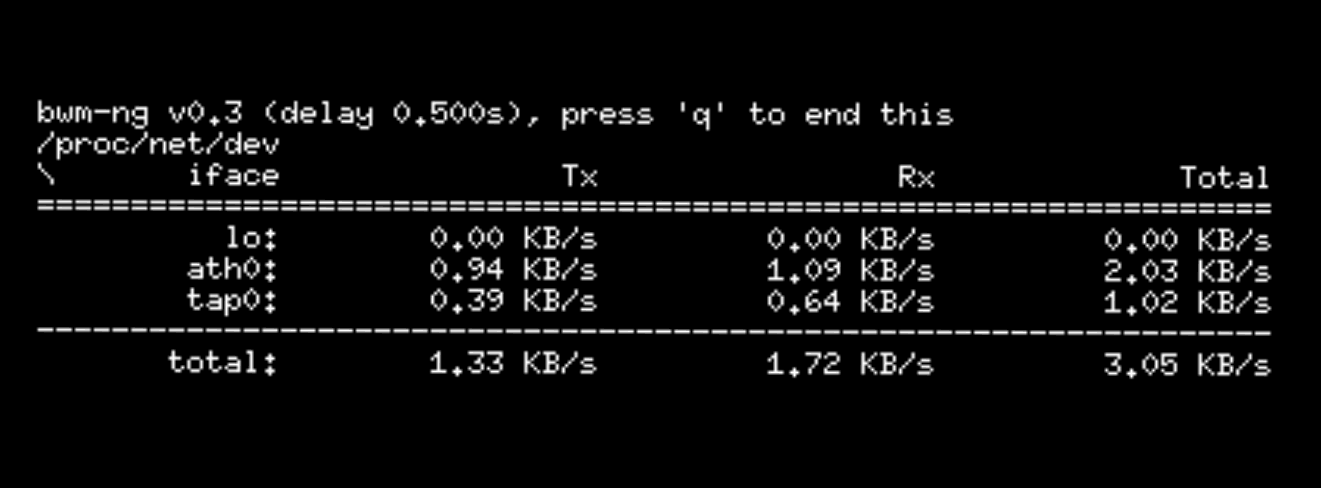 bwm-ng v0.3 (delay 0.500s), press 'q' to end this
/proc/net/dev
\ iface Tx Rx Total
==================================================================
lo: 0.00 KB/s 0.00 KB/s 0.00 KB/s
ath0: 0.94 KB/s 1.09 KB/s 2.03 KB/s
tap0: 0.39 KB/s 0.64 KB/s 1.02 KB/s
------------------------------------------------------------------
total: 1.33 KB/s 1.72 KB/s 3.05 KB/s